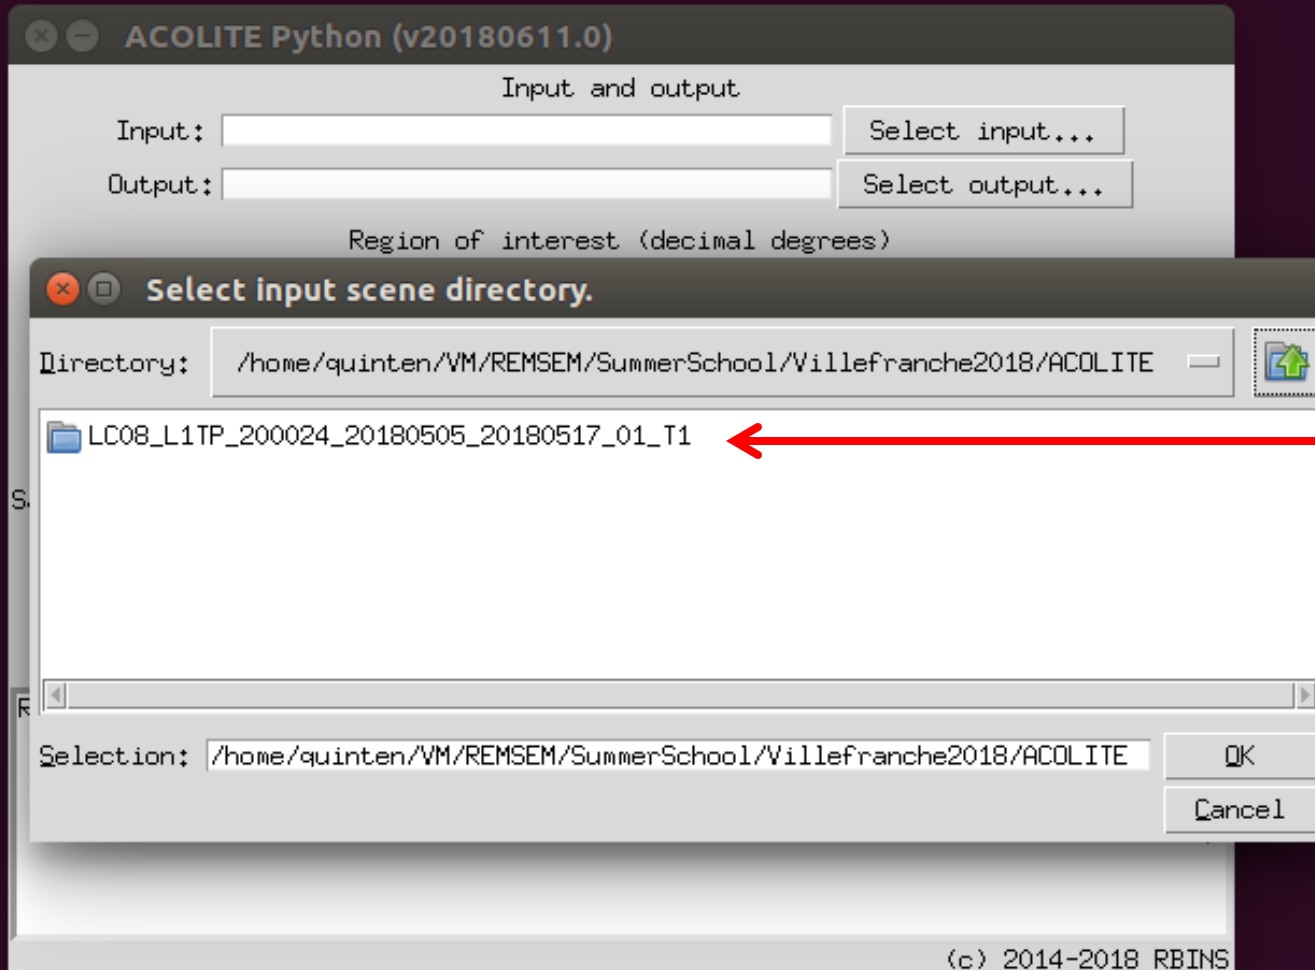 ACOLITE Python (v20180611.0)
Input and output
Input: Select input...
Output: Select output...
Region of interest (decimal degrees)
Select input scene directory.
Directory: /home/quinten/VM/REMSEM/SummerSchool/Villefranche2018/ACOLITE
LC08_L1TP_200024_20180505_20180517_01_T1
Selection: /home/quinten/VM/REMSEM/SummerSchool/Villefranche2018/ACOLITE OK
Cancel
(c) 2014-2018 RBINS